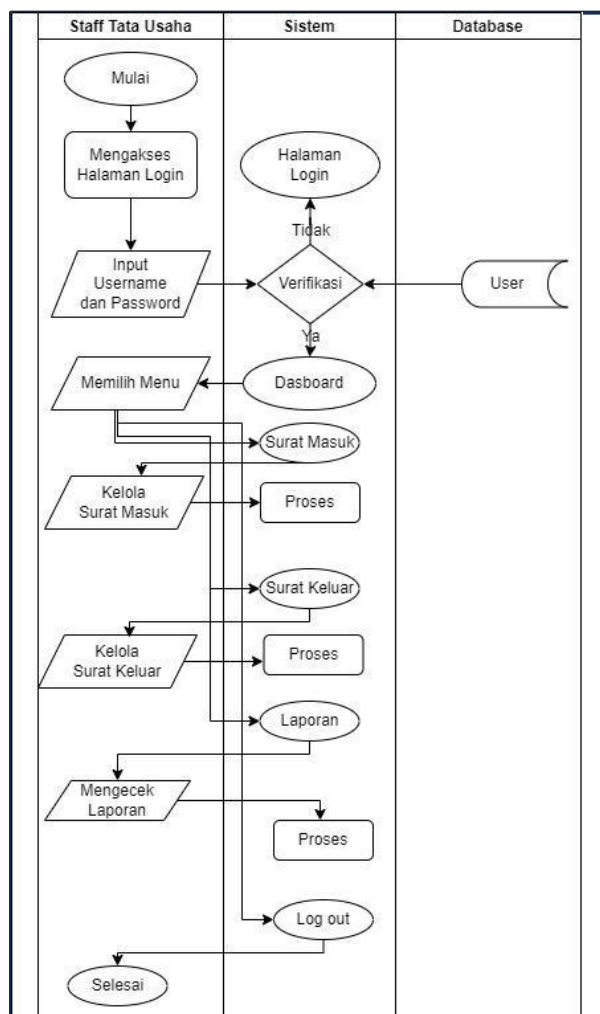 Staff Tata Usaha
Sistem
Database
Mulai
Mengakses
Halaman Login
Halaman
Login
Tidak
Input
Username
dan Password
Verifikasi
User
Ya
Memilih Menu
Dasboard
Surat Masuk
Kelola
Surat Masuk
Proses
Surat Keluar
Kelola
Surat Keluar
Proses
Laporan
Mengecek
Laporan
Proses
Log out
Selesai